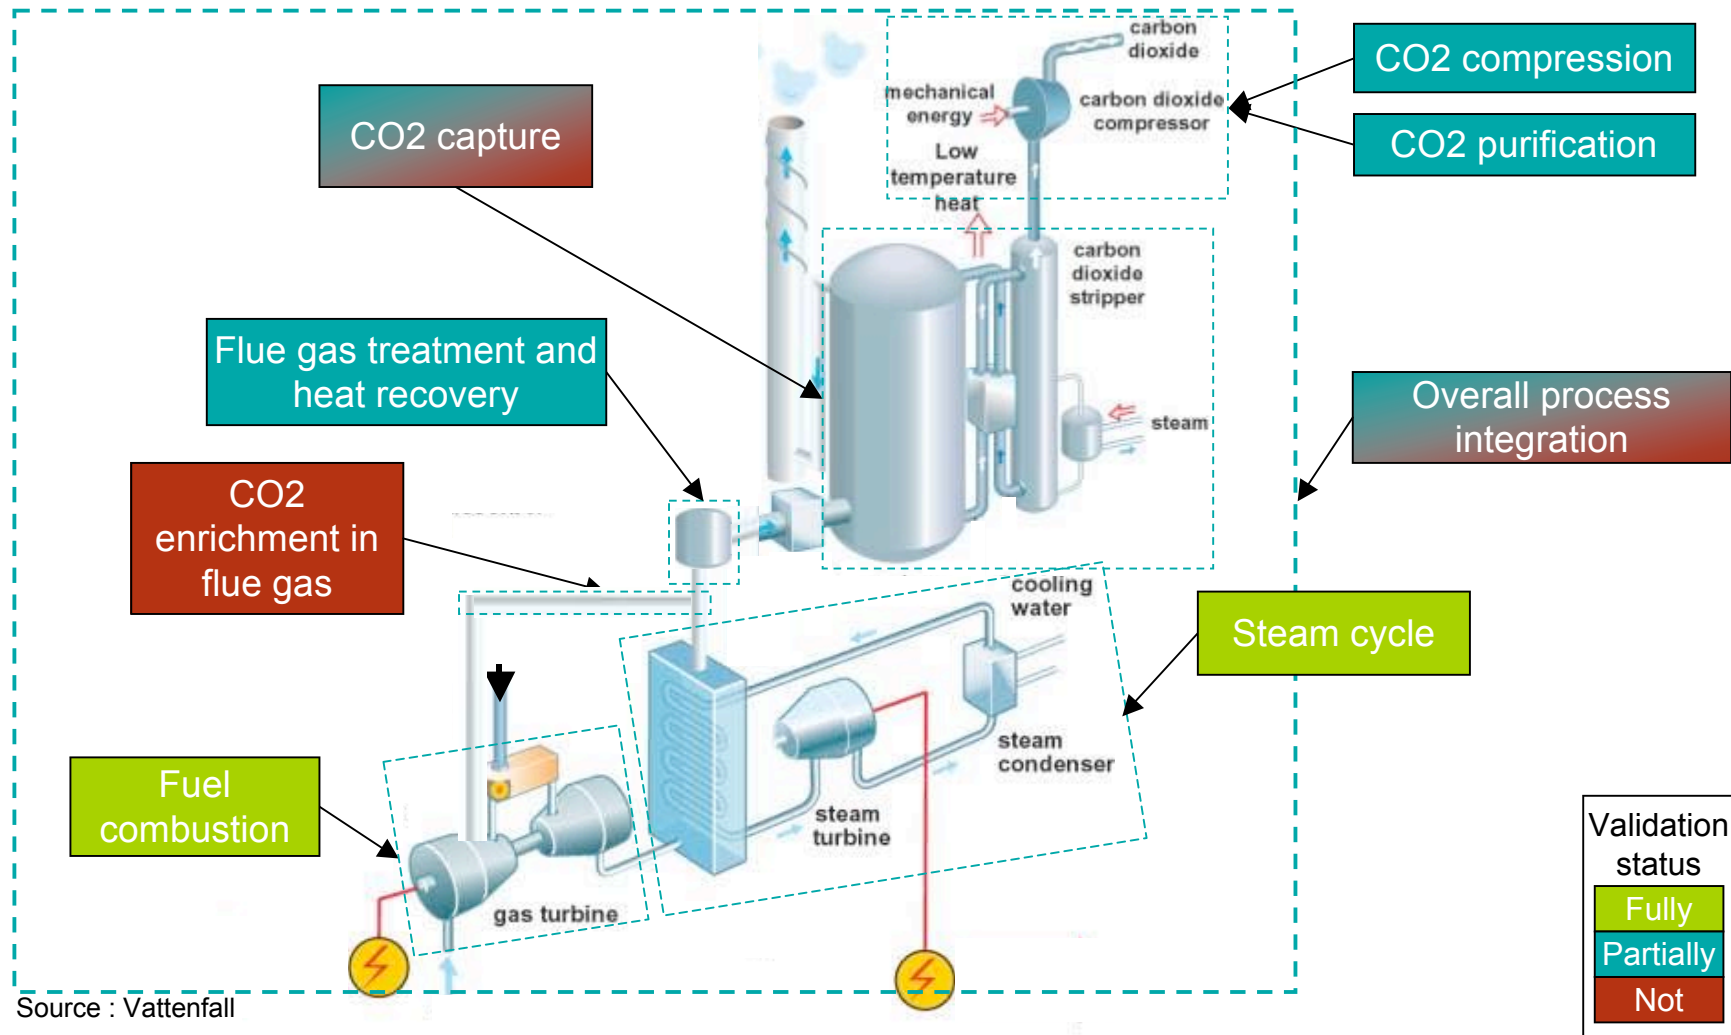 carbon
dioxide
mechanical
energy
carbon dioxide
compressor
Low
temperature
heat
CO2 compression
CO2 purification
CO2 capture
carbon
dioxide
stripper
Flue gas treatment and
heat recovery
steam
Overall process
integration
CO2
enrichment in
flue gas
cooling
water
Steam cycle
steam
condenser
steam
turbine
Fuel
combustion
gas turbine
Validation
status
Fully
Partially
Not
Source : Vattenfall